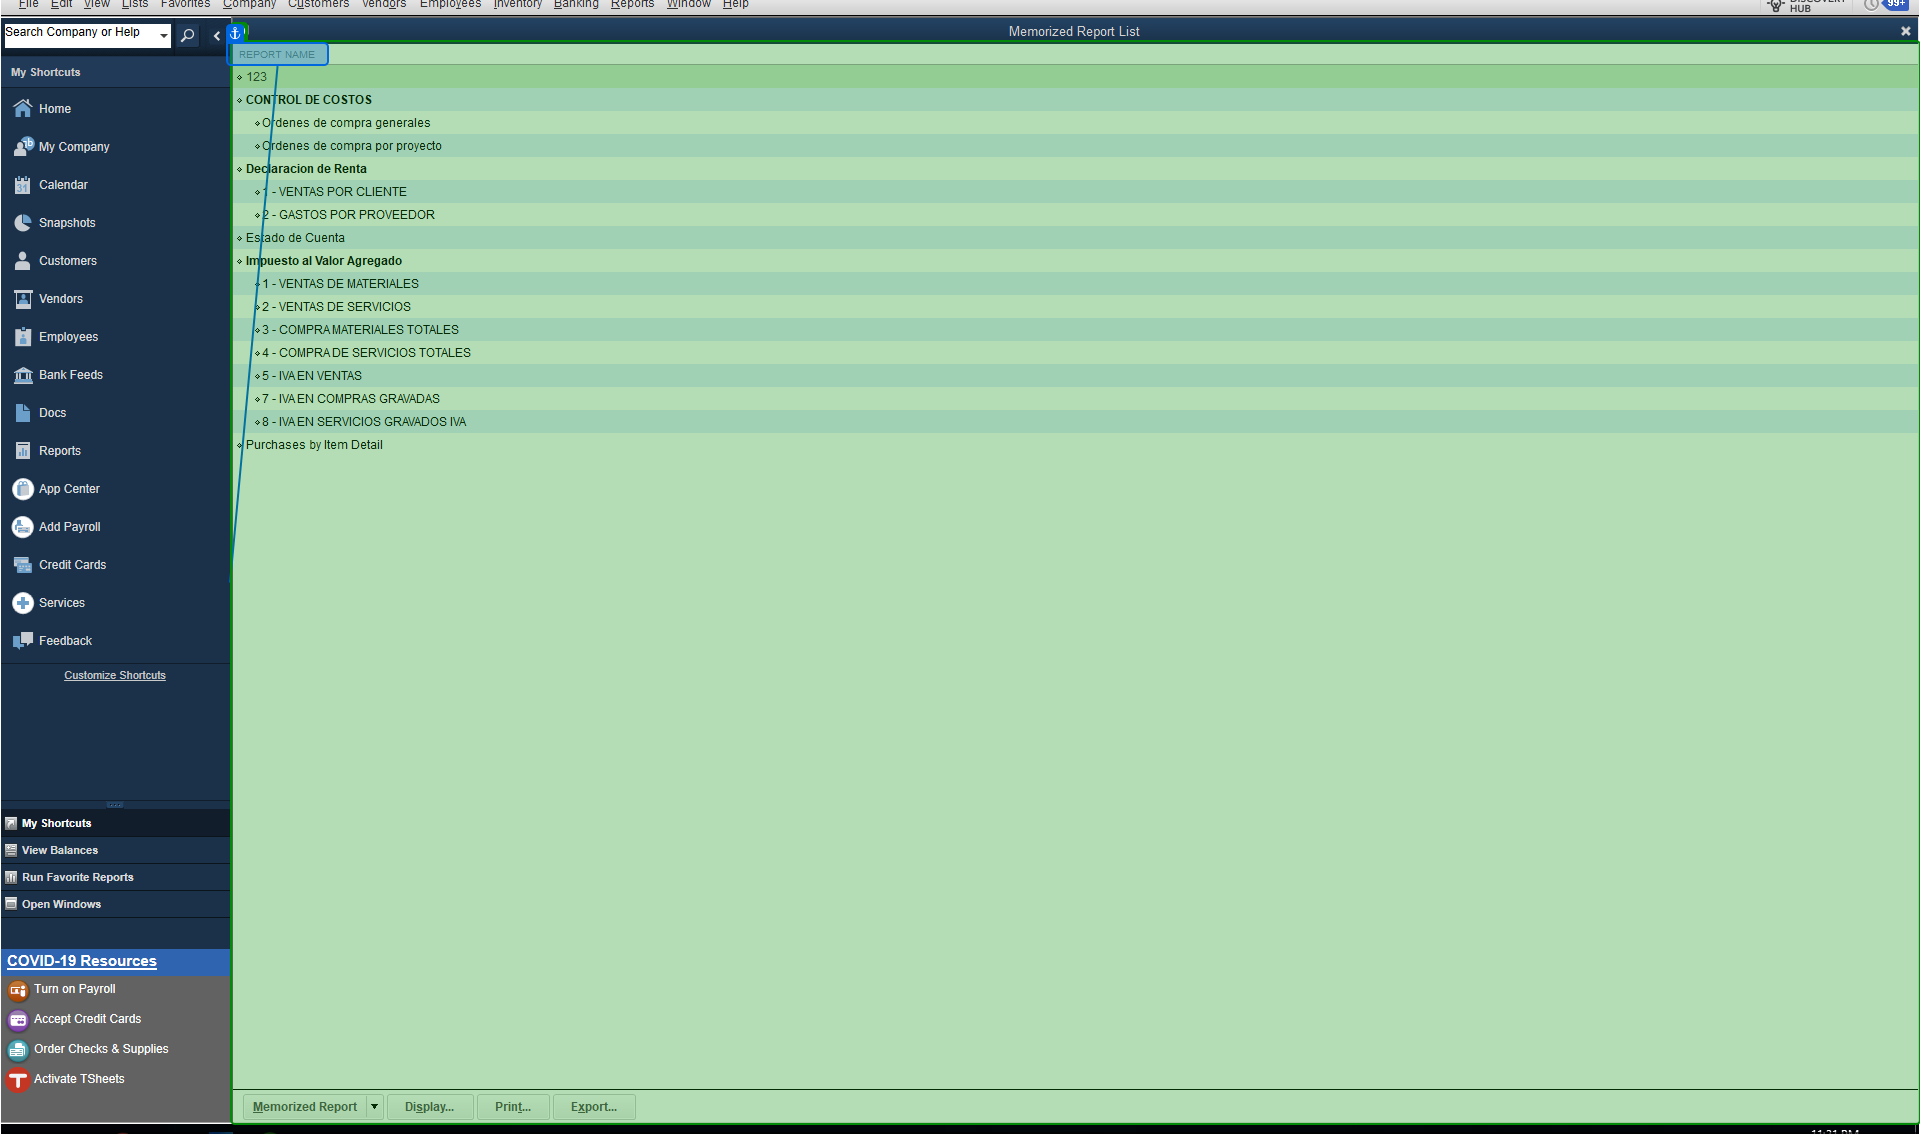 File Edit View Lists Favorites Company Customers Vendors Employees Inventory Banking Reports Window Help
DISCOVERY
HUB
99+
Search Company or Help
Memorized Report List
My Shortcuts
Home
My Company
Calendar
Snapshots
Customers
Vendors
Employees
Bank Feeds
Docs
Reports
App Center
Add Payroll
Credit Cards
Services
Feedback
Customize Shortcuts
My Shortcuts
View Balances
Run Favorite Reports
Open Windows
COVID-19 Resources
Turn on Payroll
Accept Credit Cards
Order Checks & Supplies
Activate TSheets
REPORT NAME
123
CONTROL DE COSTOS
Ordenes de compra generales
Ordenes de compra por proyecto
Declaracion de Renta
1 - VENTAS POR CLIENTE
2 - GASTOS POR PROVEEDOR
Estado de Cuenta
Impuesto al Valor Agregado
1 - VENTAS DE MATERIALES
2 - VENTAS DE SERVICIOS
3 - COMPRA MATERIALES TOTALES
4 - COMPRA DE SERVICIOS TOTALES
5 - IVA EN VENTAS
7 - IVA EN COMPRAS GRAVADAS
8 - IVA EN SERVICIOS GRAVADOS IVA
Purchases by Item Detail
Memorized Report Display... Print... Export...